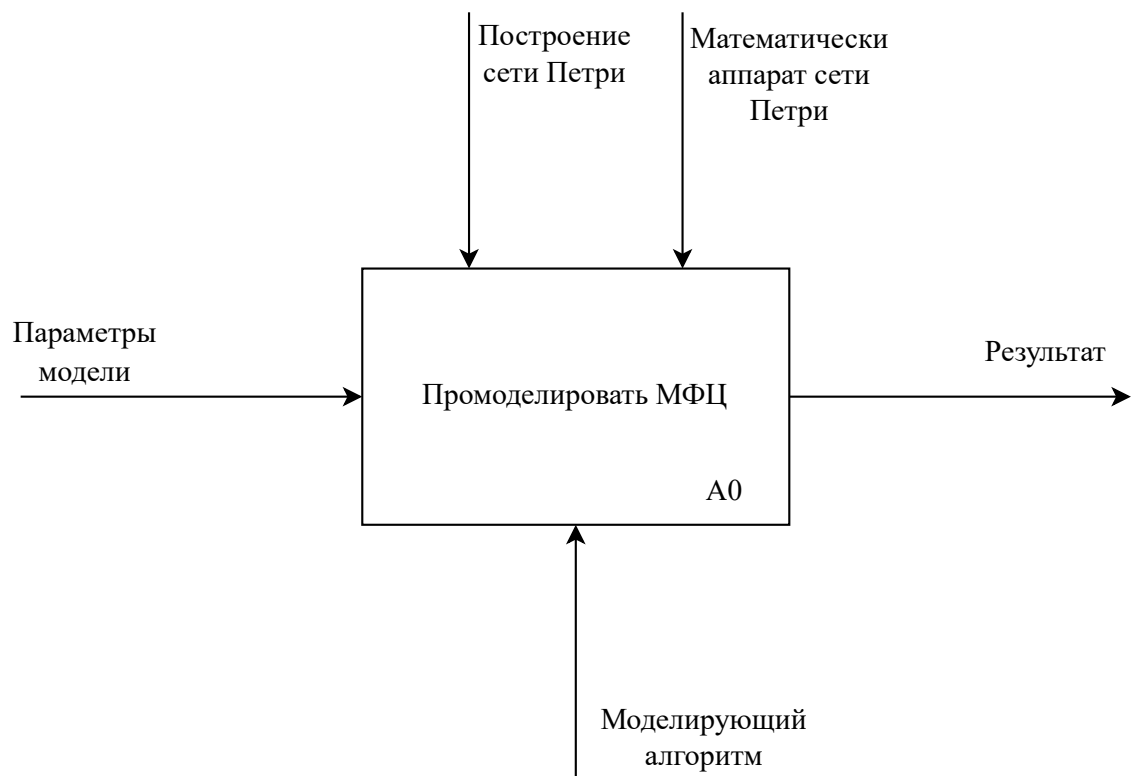 Построение
сети Петри
Математически
аппарат сети
Петри
Параметры
модели
Результат
Промоделировать МФЦ
А0
Моделирующий
алгоритм